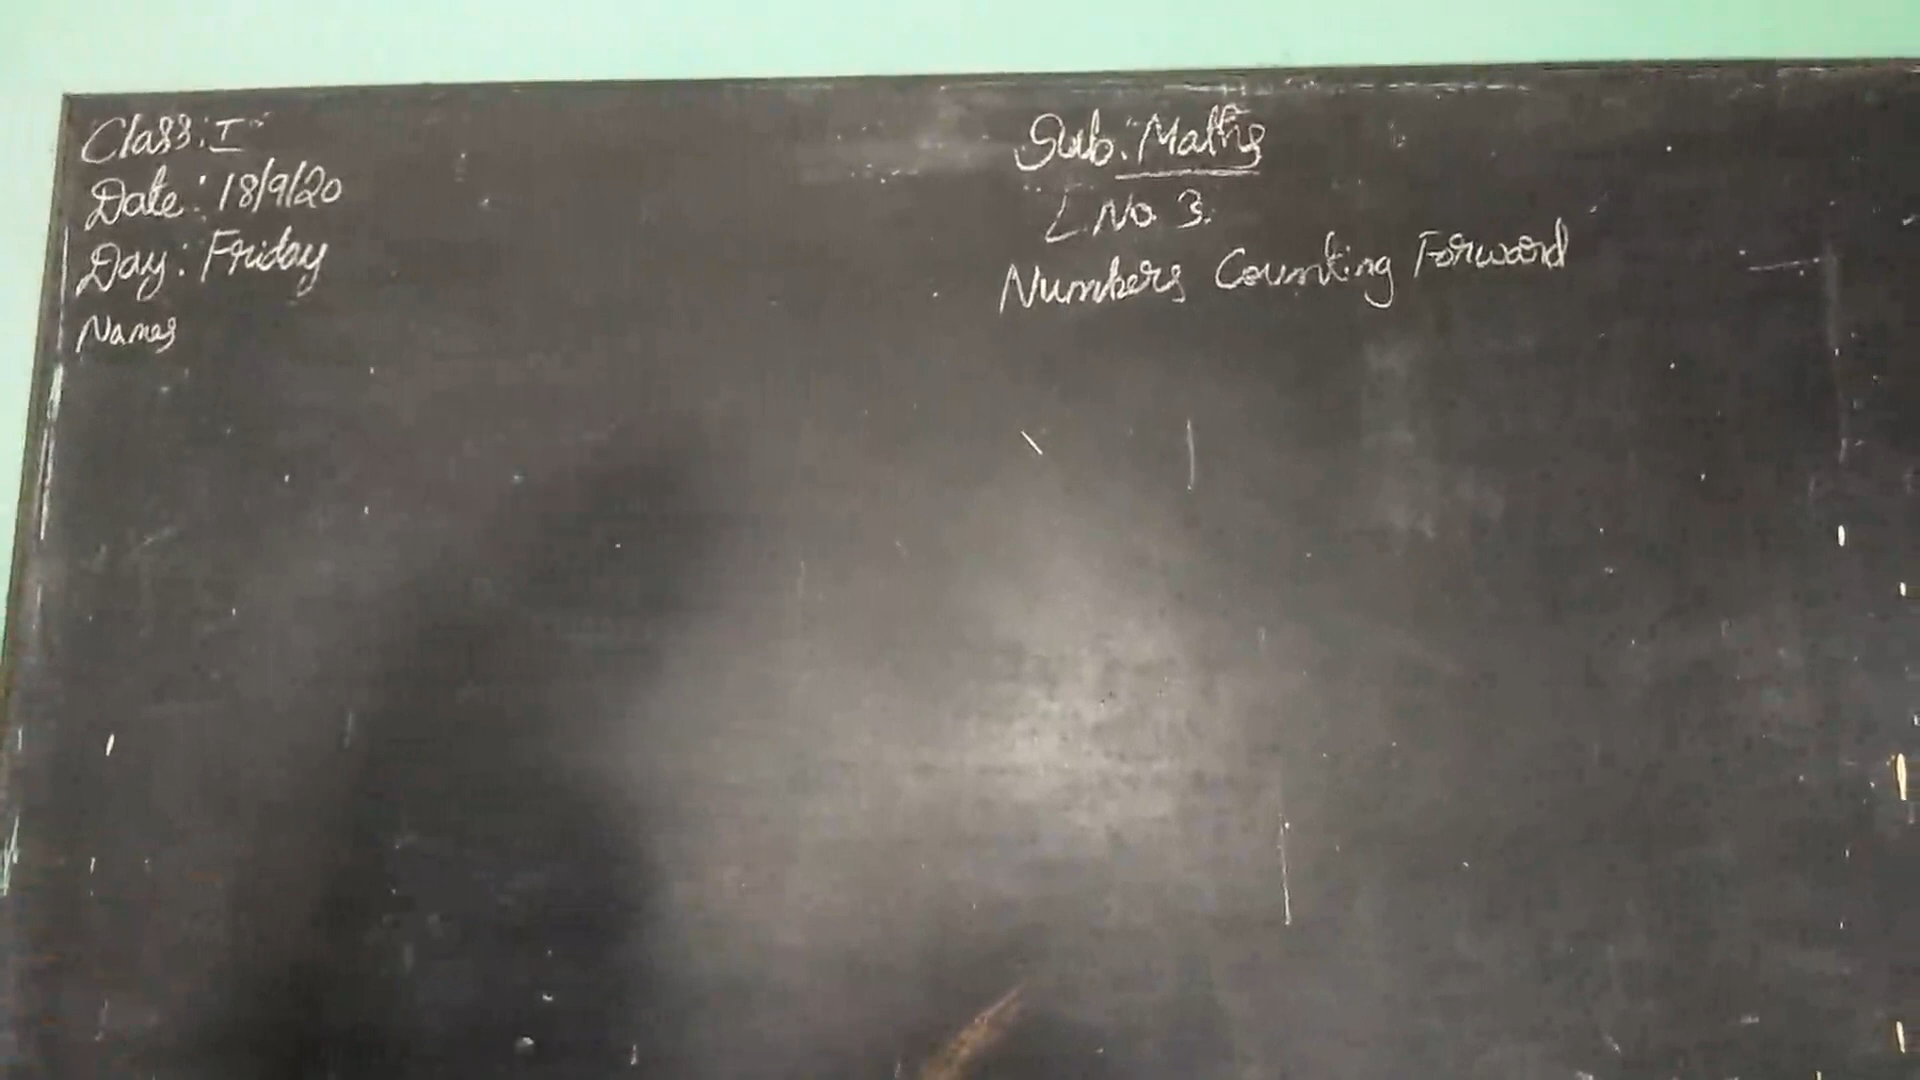 Class: I
Date: 18/9/20
Day: Friday
Names
Sub: Maths
L. No. 3.
Numbers Counting Forward